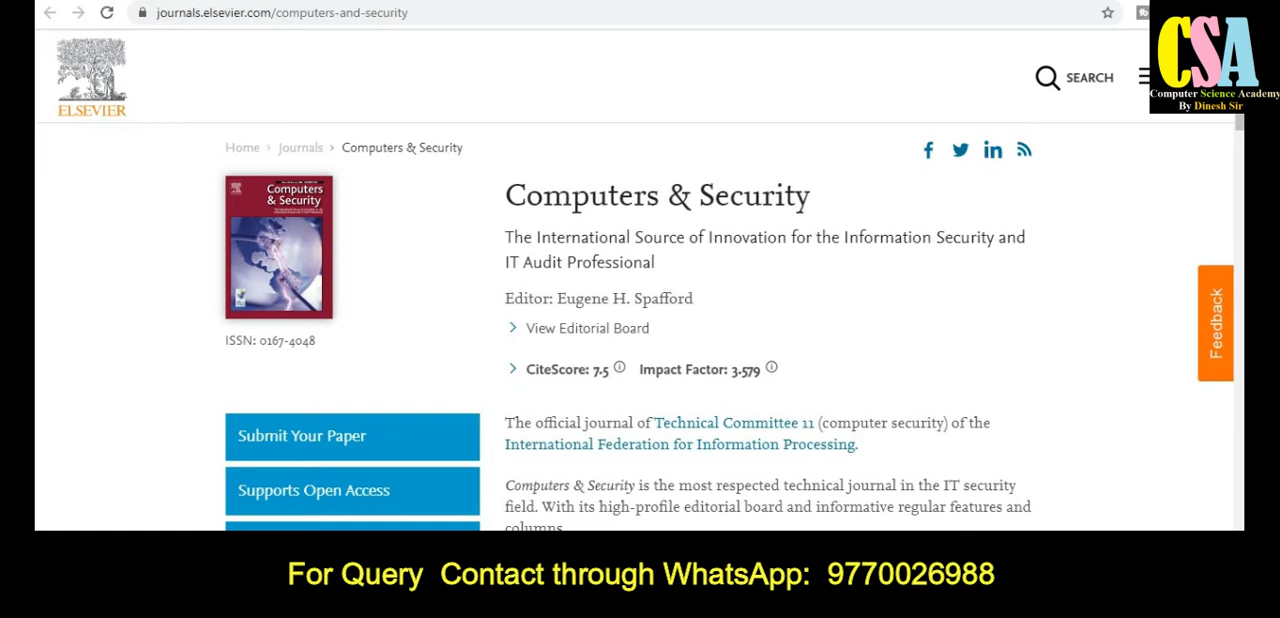 journals.elsevier.com/computers-and-security
CSA
Computer Science Academy
By Dinesh Sir
ELSEVIER
SEARCH
Home > Journals > Computers & Security
Computers
& Security
ISSN: 0167-4048
Computers & Security
The International Source of Innovation for the Information Security and
IT Audit Professional
Editor: Eugene H. Spafford
> View Editorial Board
> CiteScore: 7.5 Impact Factor: 3.579
Feedback
Submit Your Paper
Supports Open Access
The official journal of Technical Committee 11 (computer security) of the
International Federation for Information Processing.
Computers & Security is the most respected technical journal in the IT security
field. With its high-profile editorial board and informative regular features and
columns
For Query Contact through WhatsApp: 9770026988